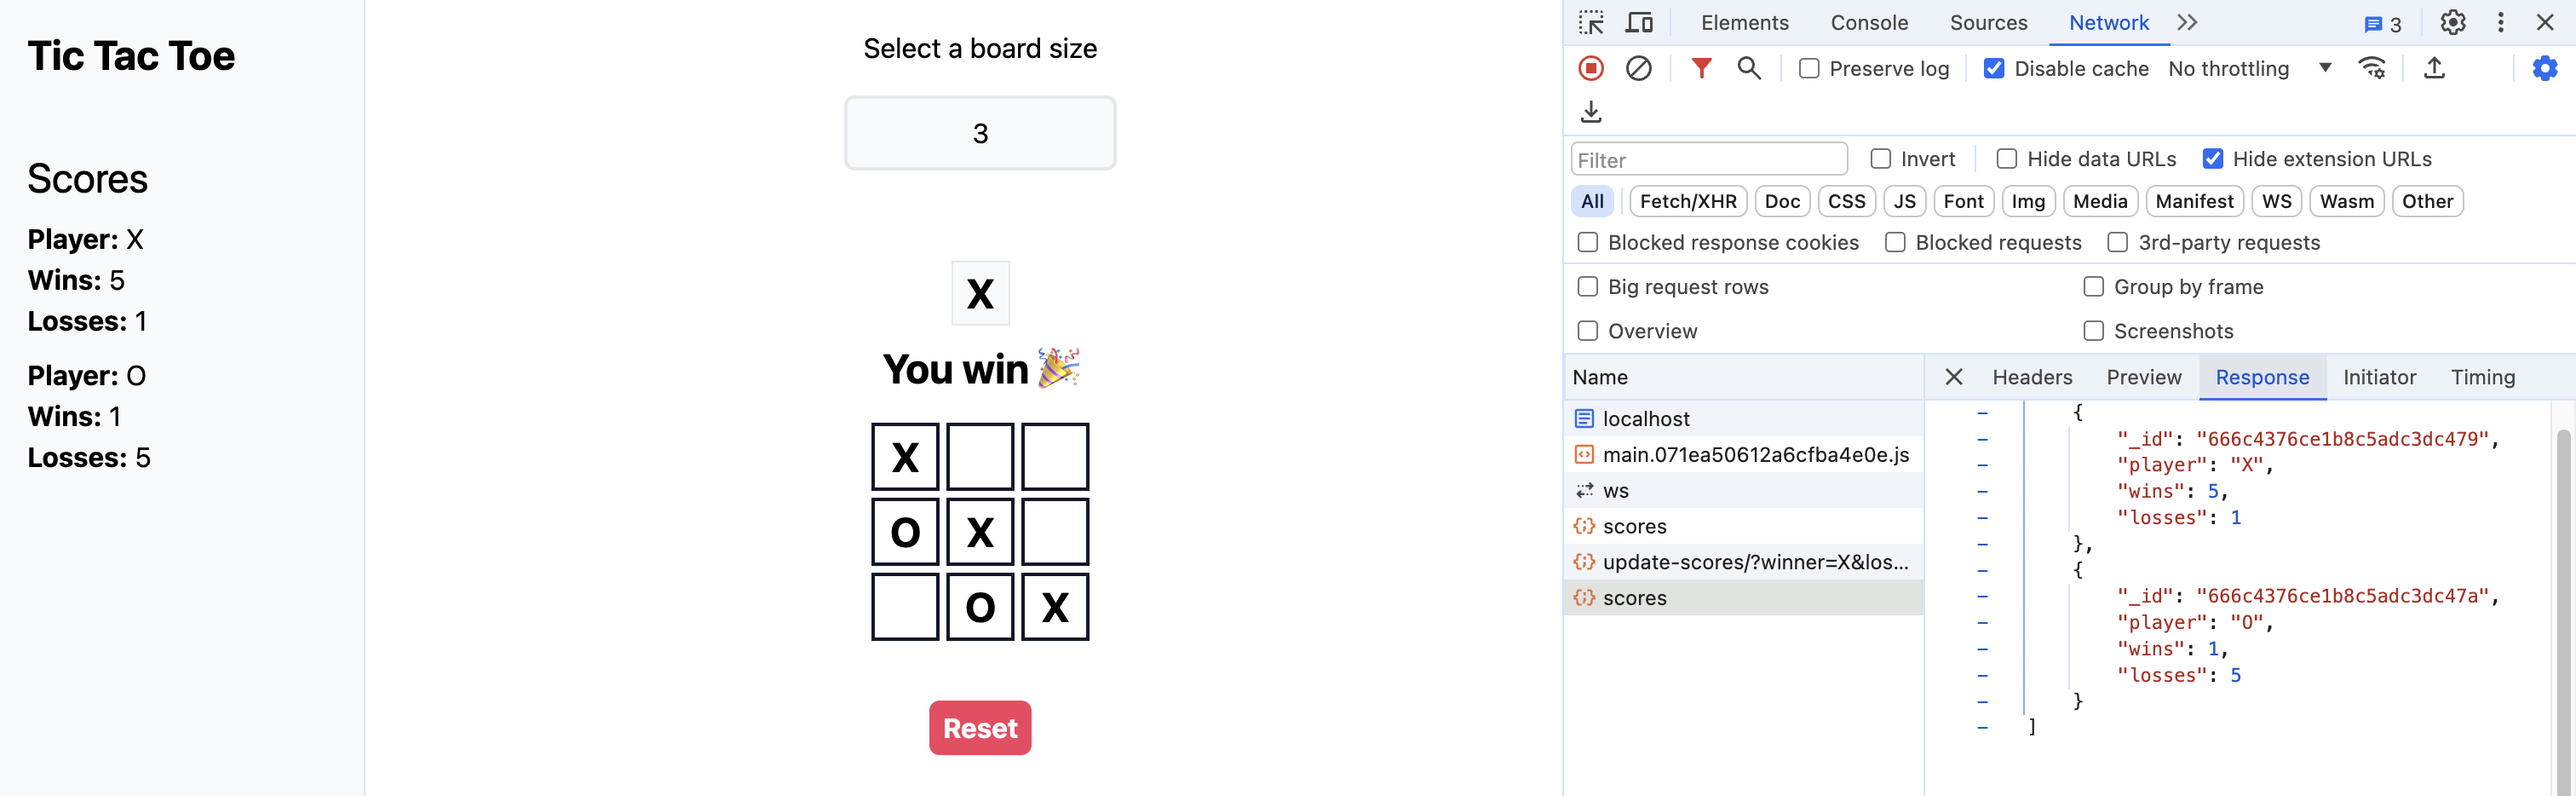 Tic Tac Toe
Scores
Player: X
Wins: 5
Losses: 1
Player: O
Wins: 1
Losses: 5
Select a board size
3
X
You win 🎉
X
O X
O X
Reset
Elements Console Sources Network 3
Preserve log Disable cache No throttling
Filter Invert Hide data URLs Hide extension URLs
All Fetch/XHR Doc CSS JS Font Img Media Manifest WS Wasm Other
Blocked response cookies Blocked requests 3rd-party requests
Big request rows Group by frame
Overview Screenshots
Name
localhost
main.071ea50612a6cfba4e0e.js
ws
scores
update-scores/?winner=X&los...
scores
Headers Preview Response Initiator Timing
– {
– "_id": "666c4376ce1b8c5adc3dc479",
– "player": "X",
– "wins": 5,
– "losses": 1
– },
– {
– "_id": "666c4376ce1b8c5adc3dc47a",
– "player": "O",
– "wins": 1,
– "losses": 5
– }
– ]